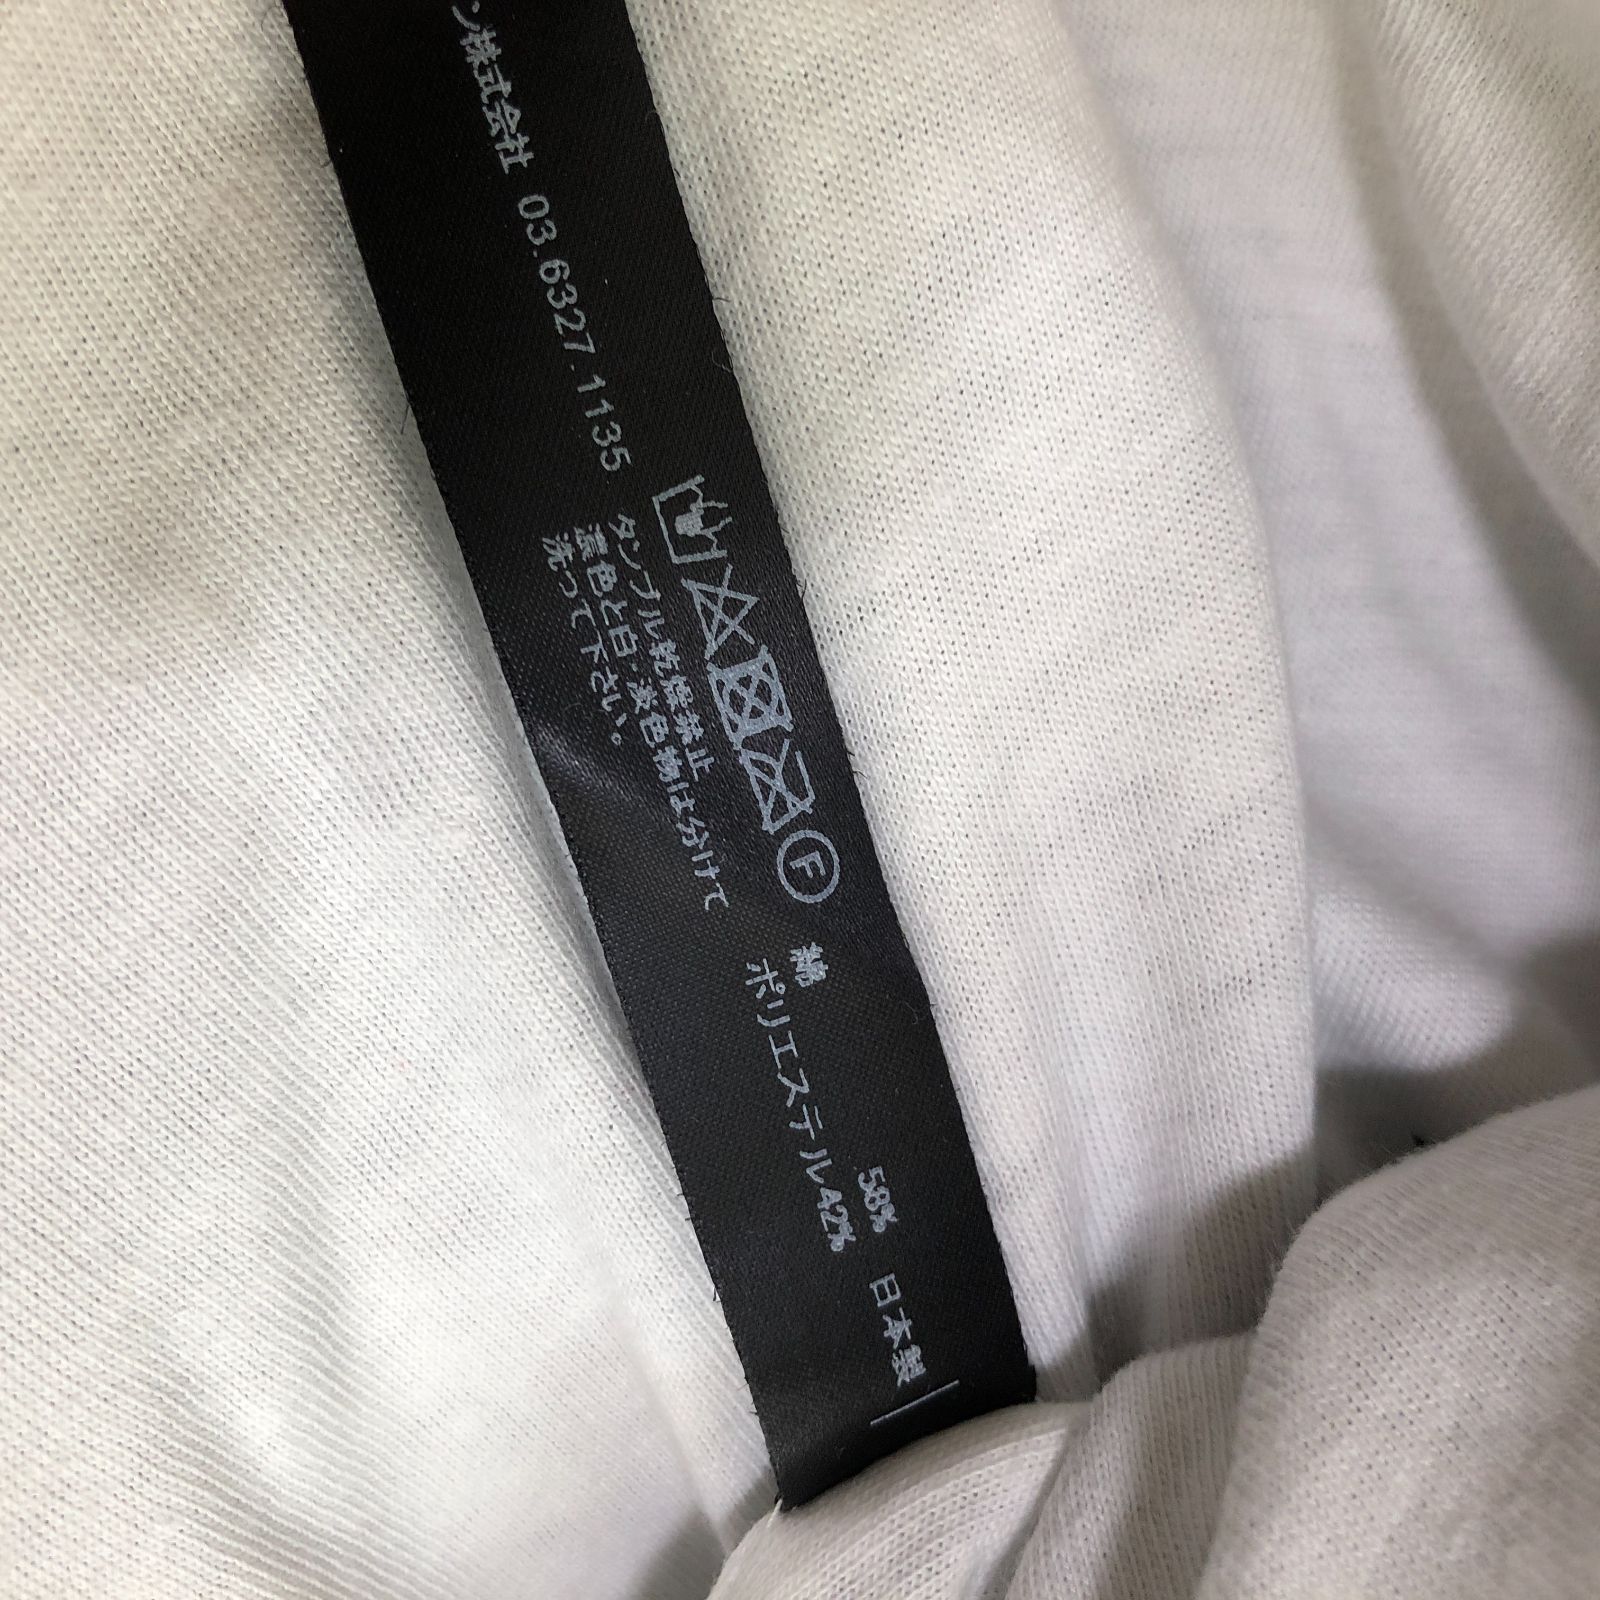 ン株式会社 03.6327.1135
タンブル乾燥禁止
濃色と白・淡色物は分けて
洗って下さい。
F
綿 58%
ポリエステル42%
日本製